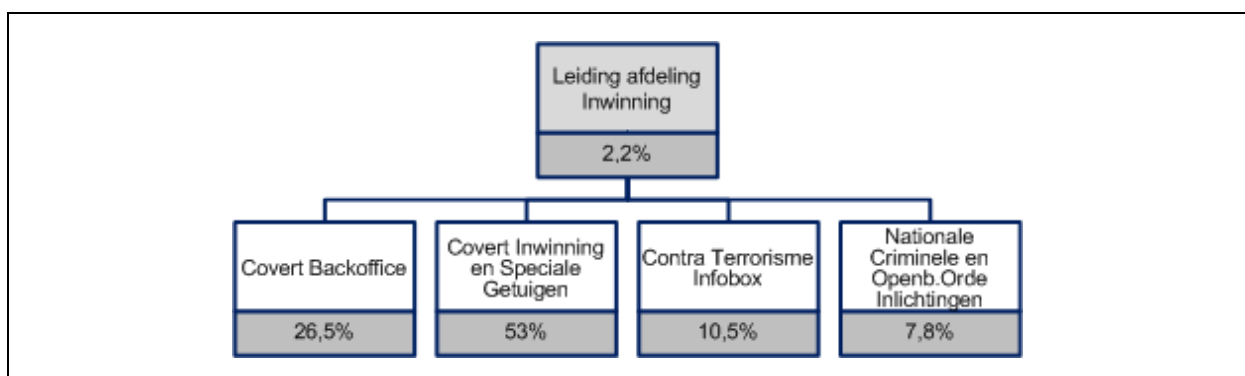 Leiding afdeling
Inwinning
2,2%
Covert Backoffice
26,5%
Covert Inwinning
en Speciale
Getuigen
53%
Contra Terrorisme
Infobox
10,5%
Nationale
Criminele en
Openb.Orde
Inlichtingen
7,8%